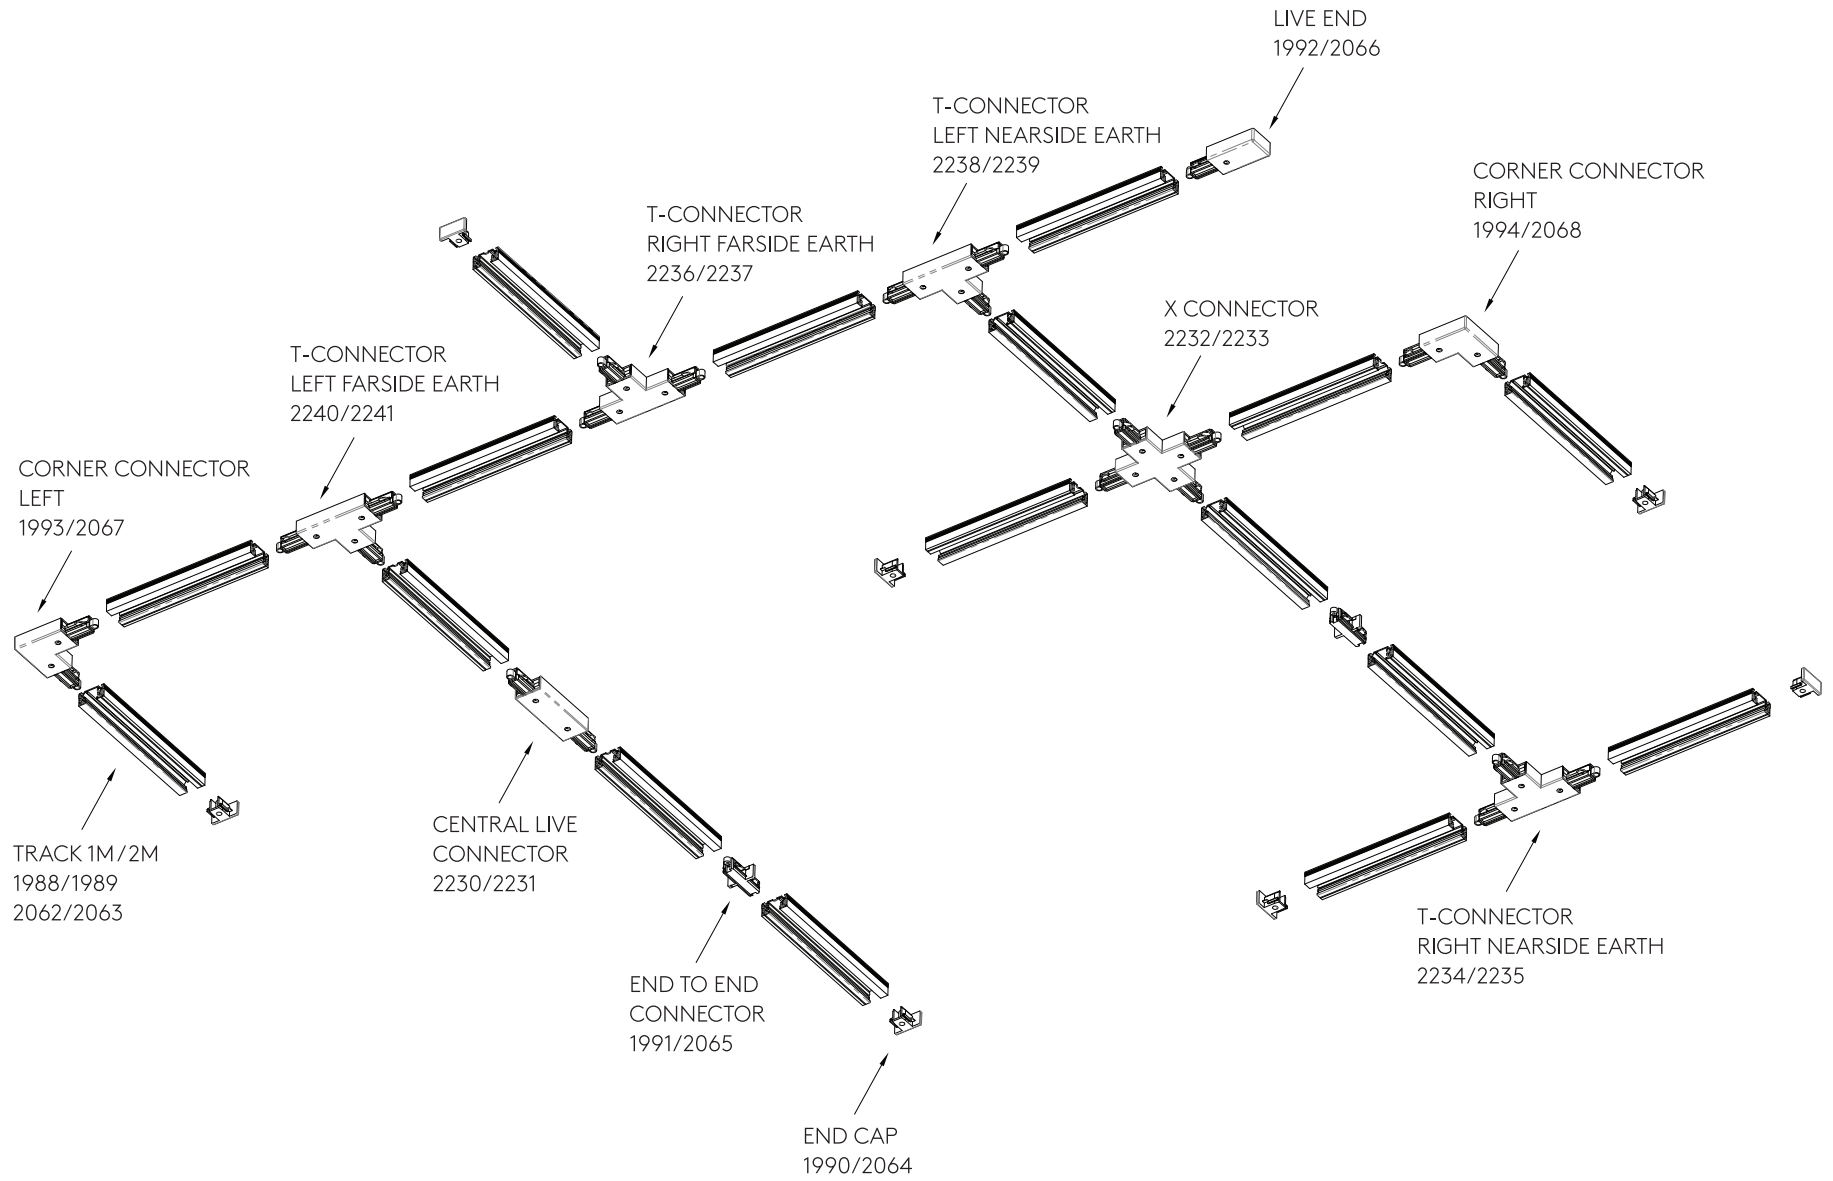 LIVE END
1992/2066
T-CONNECTOR
LEFT NEARSIDE EARTH
2238/2239
CORNER CONNECTOR
RIGHT
1994/2068
T-CONNECTOR
RIGHT FARSIDE EARTH
2236/2237
X CONNECTOR
2232/2233
T-CONNECTOR
LEFT FARSIDE EARTH
2240/2241
CORNER CONNECTOR
LEFT
1993/2067
TRACK 1M/2M
1988/1989
2062/2063
CENTRAL LIVE
CONNECTOR
2230/2231
T-CONNECTOR
RIGHT NEARSIDE EARTH
2234/2235
END TO END
CONNECTOR
1991/2065
END CAP
1990/2064